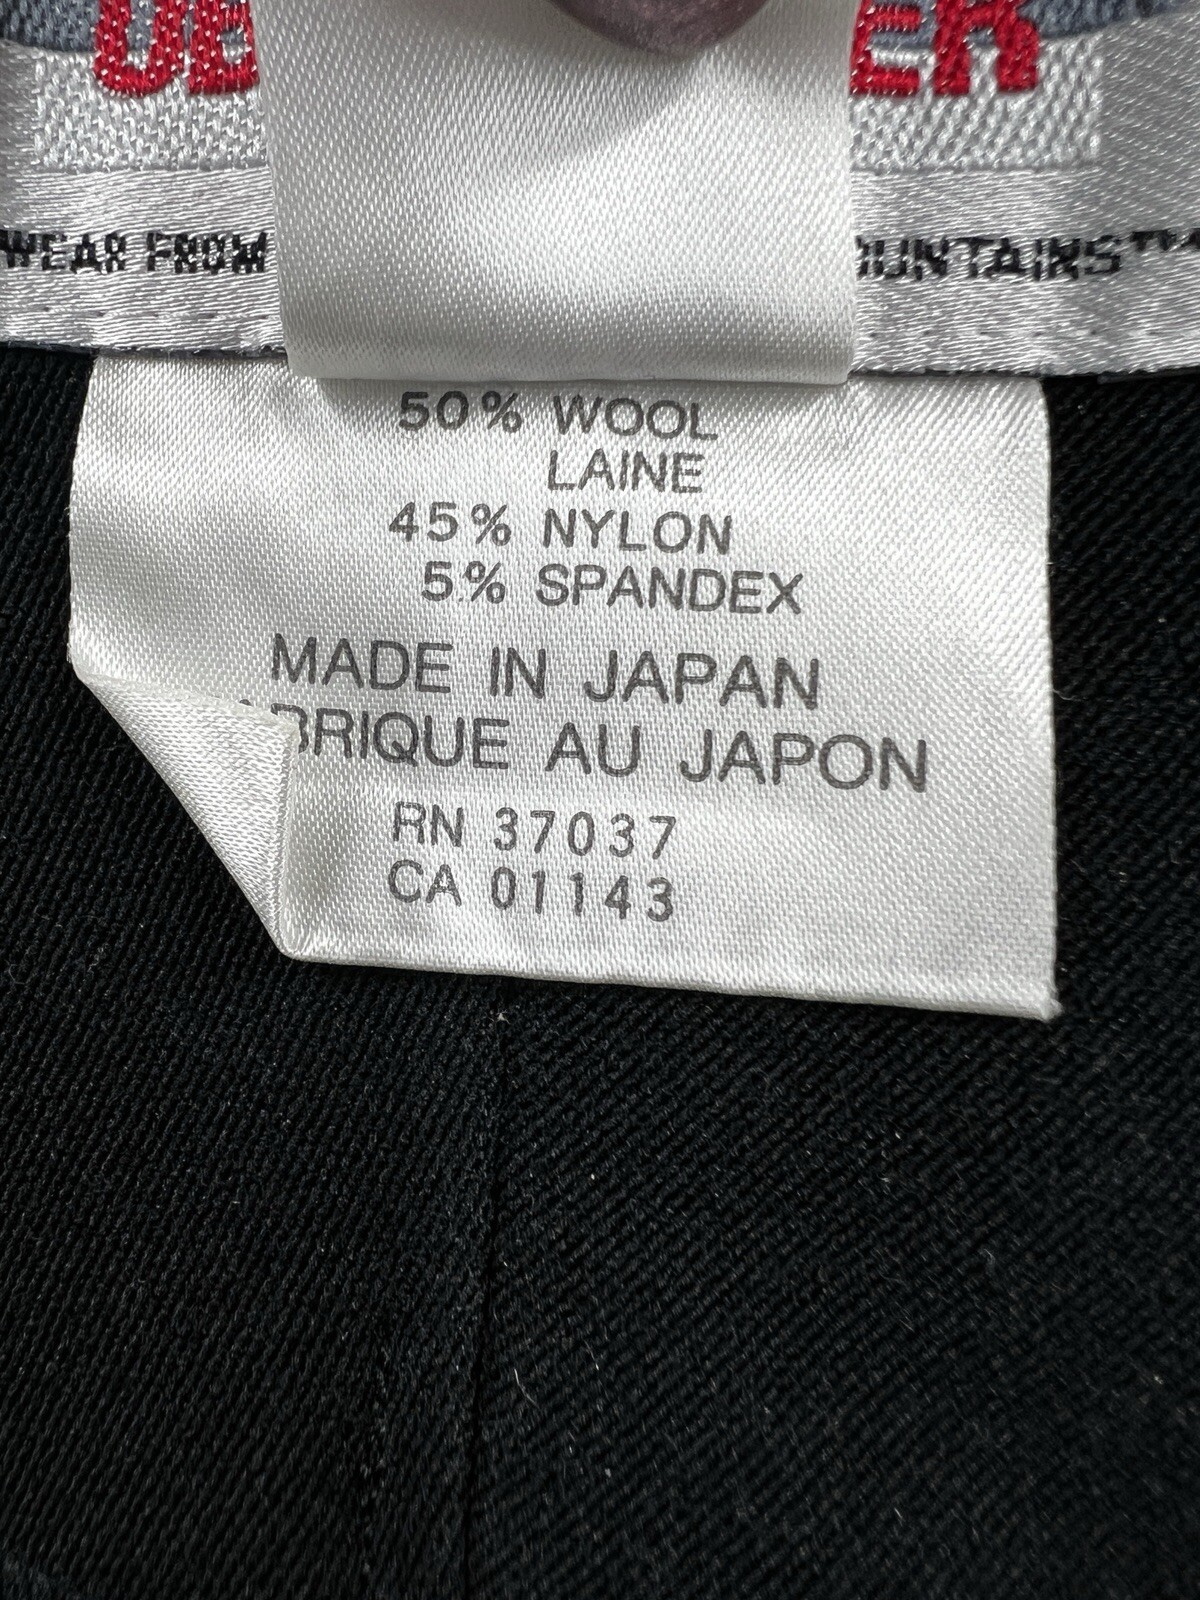 WEAR FROM
50% WOOL
LAINE
45% NYLON
5% SPANDEX
MADE IN JAPAN
BRIQUE AU JAPON
RN 37037
CA 01143